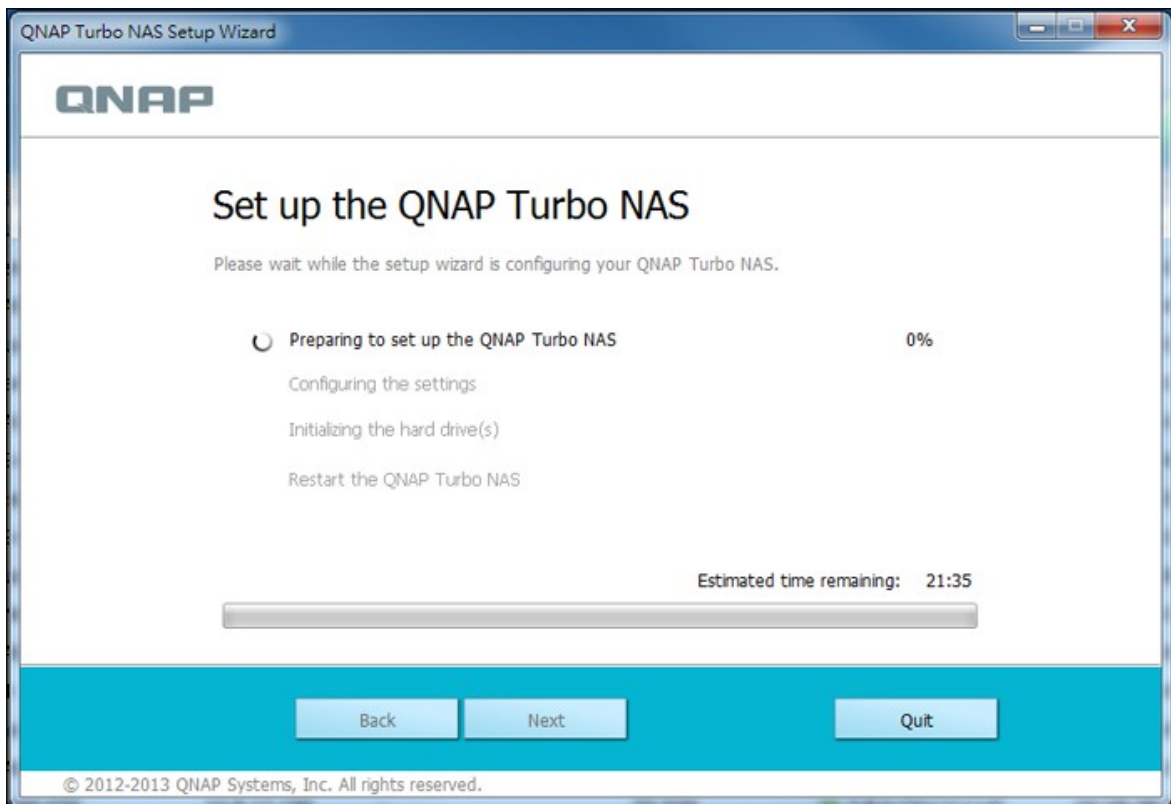 QNAP Turbo NAS Setup Wizard
QNAP
Set up the QNAP Turbo NAS
Please wait while the setup wizard is configuring your QNAP Turbo NAS.
Preparing to set up the QNAP Turbo NAS 0%
Configuring the settings
Initializing the hard drive(s)
Restart the QNAP Turbo NAS
Estimated time remaining: 21:35
Back Next Quit
© 2012-2013 QNAP Systems, Inc. All rights reserved.